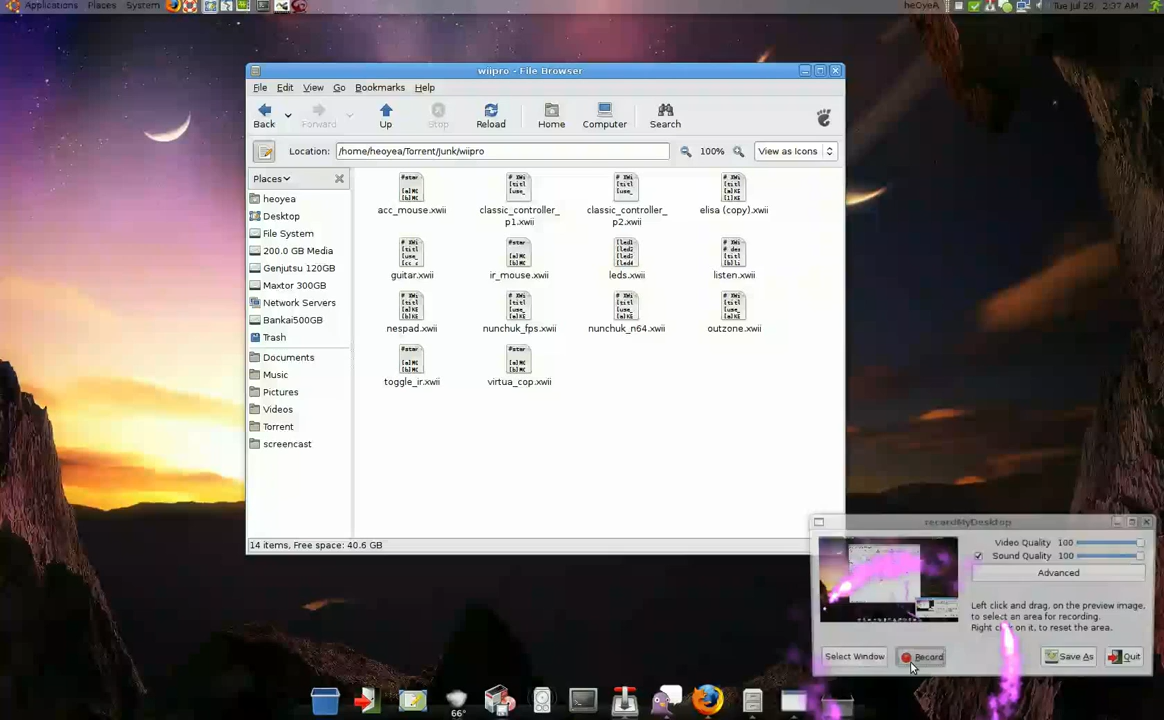 Applications Places System
heOyeA Tue Jul 29, 2:37 AM
wiipro - File Browser
File Edit View Go Bookmarks Help
Back Forward Up Stop Reload Home Computer Search
Location: /home/heoyea/Torrent/Junk/wiipro 100% View as Icons
Places
heoyea
Desktop
File System
200.0 GB Media
Genjutsu 120GB
Maxtor 300GB
Network Servers
Bankai500GB
Trash
Documents
Music
Pictures
Videos
Torrent
screencast
acc_mouse.xwii
classic_controller_
p1.xwii
classic_controller_
p2.xwii
elisa (copy).xwii
guitar.xwii
ir_mouse.xwii
leds.xwii
listen.xwii
nespad.xwii
nunchuk_fps.xwii
nunchuk_n64.xwii
outzone.xwii
toggle_ir.xwii
virtua_cop.xwii
14 items, Free space: 40.6 GB
recordMyDesktop
Video Quality 100
Sound Quality 100
Advanced
Left click and drag, on the preview image,
to select an area for recording.
Right click on it, to reset the area.
Select Window Record Save As Quit
66°